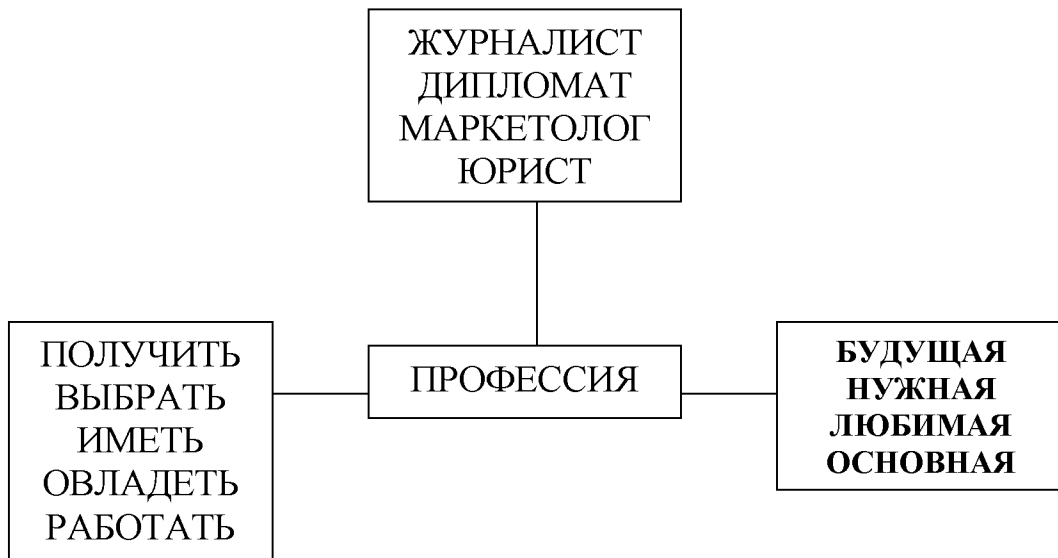 ЖУРНАЛИСТ
ДИПЛОМАТ
МАРКЕТОЛОГ
ЮРИСТ
ПОЛУЧИТЬ
ВЫБРАТЬ
ИМЕТЬ
ОВЛАДЕТЬ
РАБОТАТЬ
ПРОФЕССИЯ
БУДУЩАЯ
НУЖНАЯ
ЛЮБИМАЯ
ОСНОВНАЯ